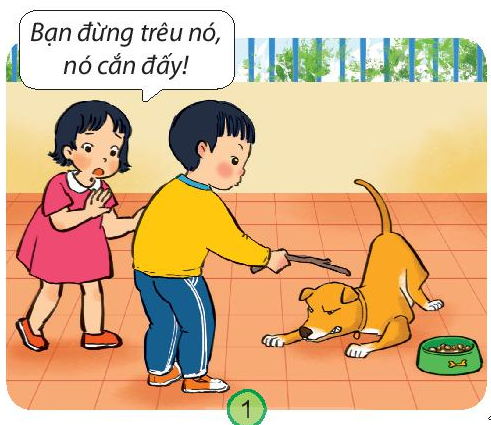 Bạn đừng trêu nó,
nó cắn đấy!
1